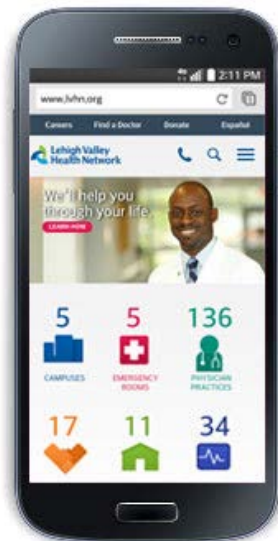 2:11 PM
www.lvhn.org
Careers Find a Doctor Donate Español
Lehigh Valley
Health Network
We'll help you
through your life.
LEARN MORE
5 5 136
CAMPUSES EMERGENCY ROOMS PHYSICIAN PRACTICES
17 11 34